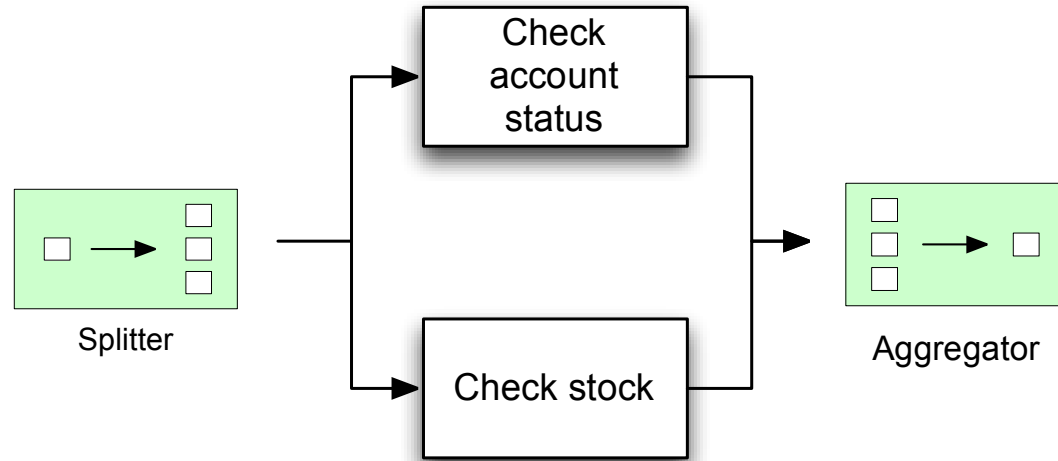 Check
account
status
Splitter
Aggregator
Check stock